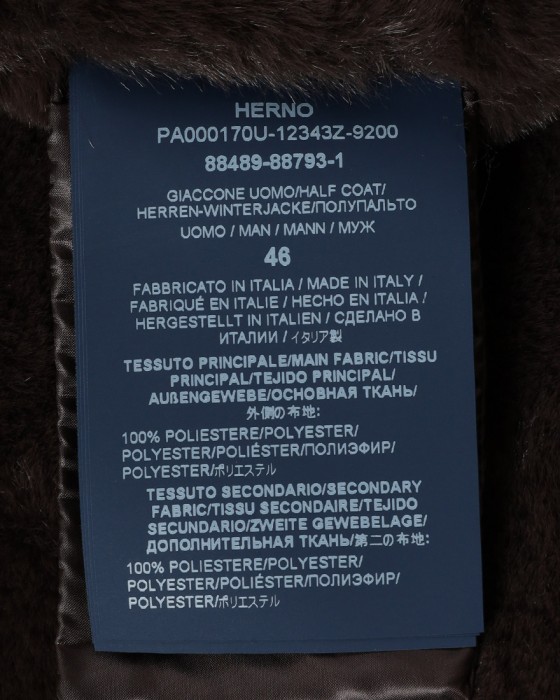 HERNO
PA000170U-12343Z-9200
88489-88793-1
GIACCONE UOMO/HALF COAT/
HERREN-WINTERJACKE/ПОЛУПАЛЬТО
UOMO / MAN / MANN / МУЖ
46
FABBRICATO IN ITALIA / MADE IN ITALY /
FABRIQUÉ EN ITALIE / HECHO EN ITALIA /
HERGESTELLT IN ITALIEN / СДЕЛАНО В
ИТАЛИИ / イタリア製
TESSUTO PRINCIPALE/MAIN FABRIC/TISSU
PRINCIPAL/TEJIDO PRINCIPAL/
AUßENGEWEBE/ОСНОВНАЯ ТКАНЬ/
外側の布地:
100% POLIESTERE/POLYESTER/
POLYESTER/POLIÉSTER/ПОЛИЭФИР/
POLYESTER/ポリエステル
TESSUTO SECONDARIO/SECONDARY
FABRIC/TISSU SECONDAIRE/TEJIDO
SECUNDARIO/ZWEITE GEWEBELAGE/
ДОПОЛНИТЕЛЬНАЯ ТКАНЬ/第二の布地:
100% POLIESTERE/POLYESTER/
POLYESTER/POLIÉSTER/ПОЛИЭФИР/
POLYESTER/ポリエステル